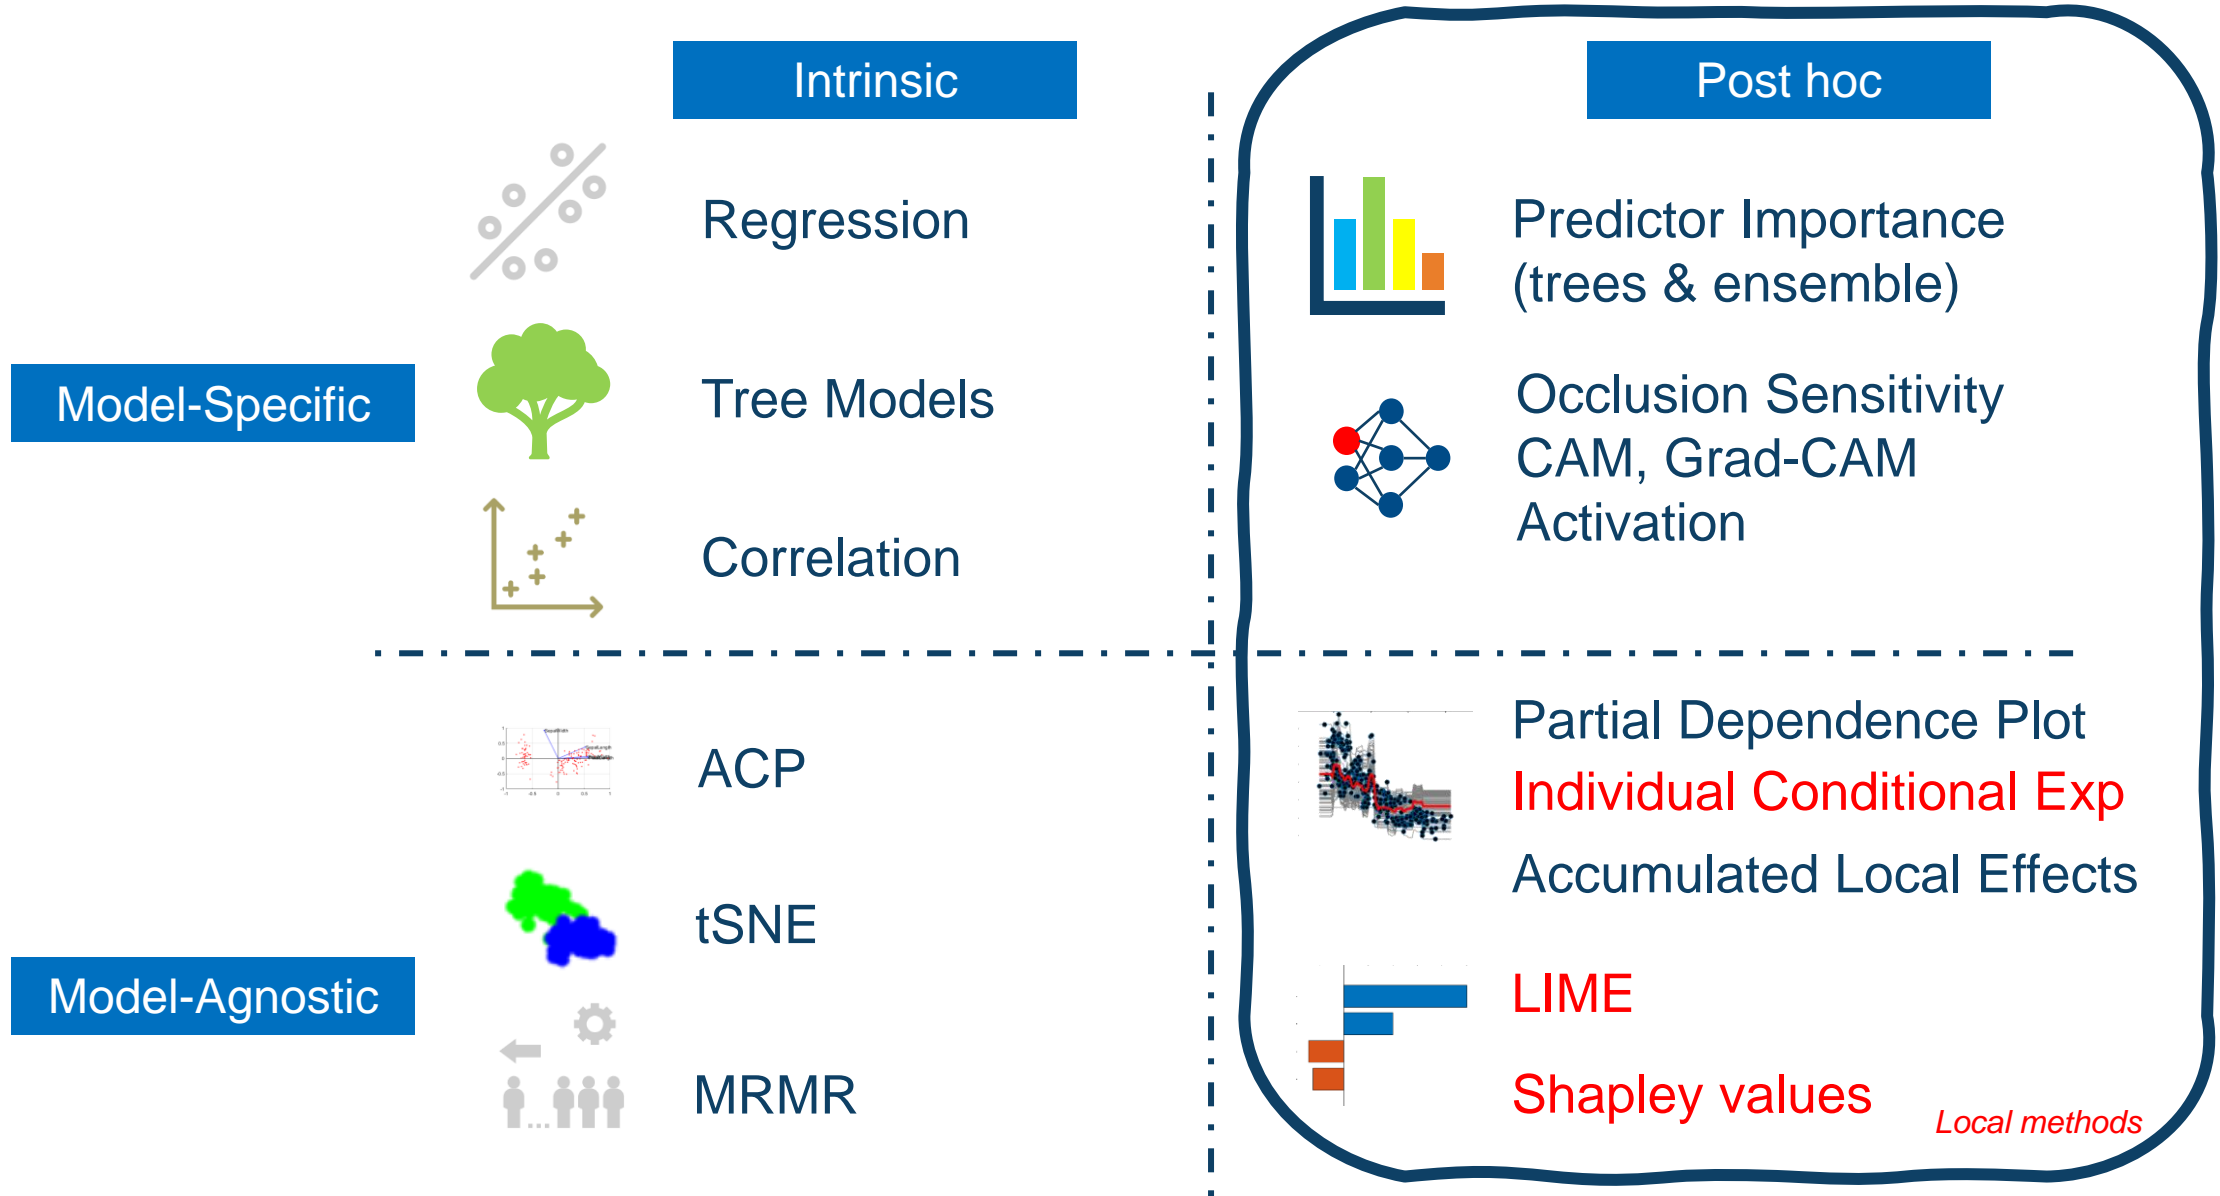 Intrinsic
Post hoc
Model-Specific
Regression
Tree Models
Correlation
Predictor Importance
(trees & ensemble)
Occlusion Sensitivity
CAM, Grad-CAM
Activation
Model-Agnostic
ACP
tSNE
MRMR
...
Partial Dependence Plot
Individual Conditional Exp
Accumulated Local Effects
LIME
Shapley values
Local methods